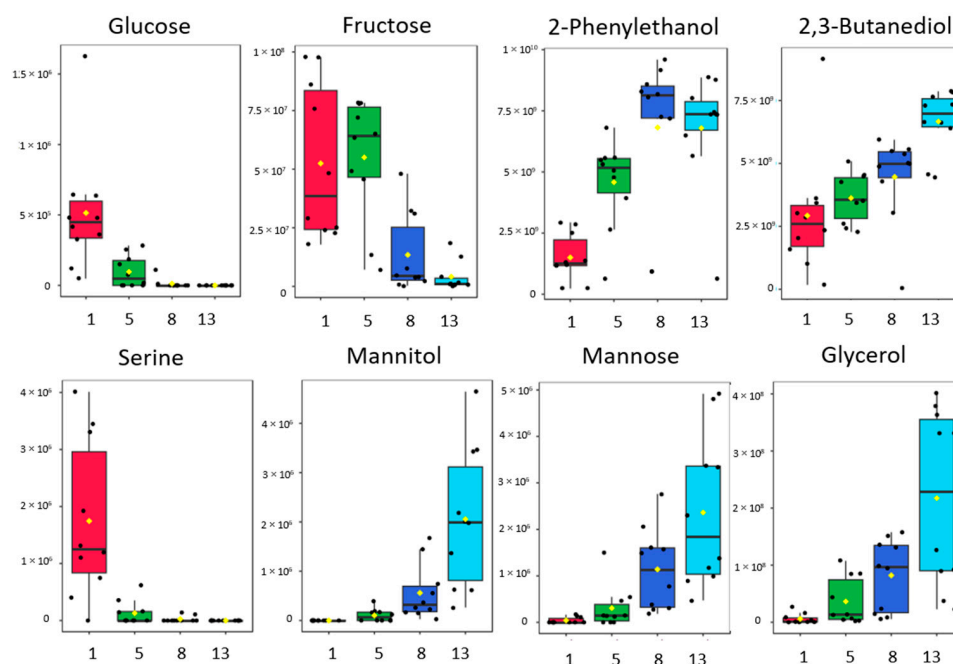 Glucose
1.5 × 10⁶
1 × 10⁶
5 × 10⁵
0
1 5 8 13
Fructose
1 × 10⁸
7.5 × 10⁷
5 × 10⁷
2.5 × 10⁷
0
1 5 8 13
2-Phenylethanol
1 × 10¹⁰
7.5 × 10⁹
5 × 10⁹
2.5 × 10⁹
0
1 5 8 13
2,3-Butanediol
7.5 × 10⁹
5 × 10⁹
2.5 × 10⁹
0
1 5 8 13
Serine
4 × 10⁶
3 × 10⁶
2 × 10⁶
1 × 10⁶
0
1 5 8 13
Mannitol
4 × 10⁶
3 × 10⁶
2 × 10⁶
1 × 10⁶
0
1 5 8 13
Mannose
5 × 10⁶
4 × 10⁶
3 × 10⁶
2 × 10⁶
1 × 10⁶
0
1 5 8 13
Glycerol
4 × 10⁸
3 × 10⁸
2 × 10⁸
1 × 10⁸
0
1 5 8 13